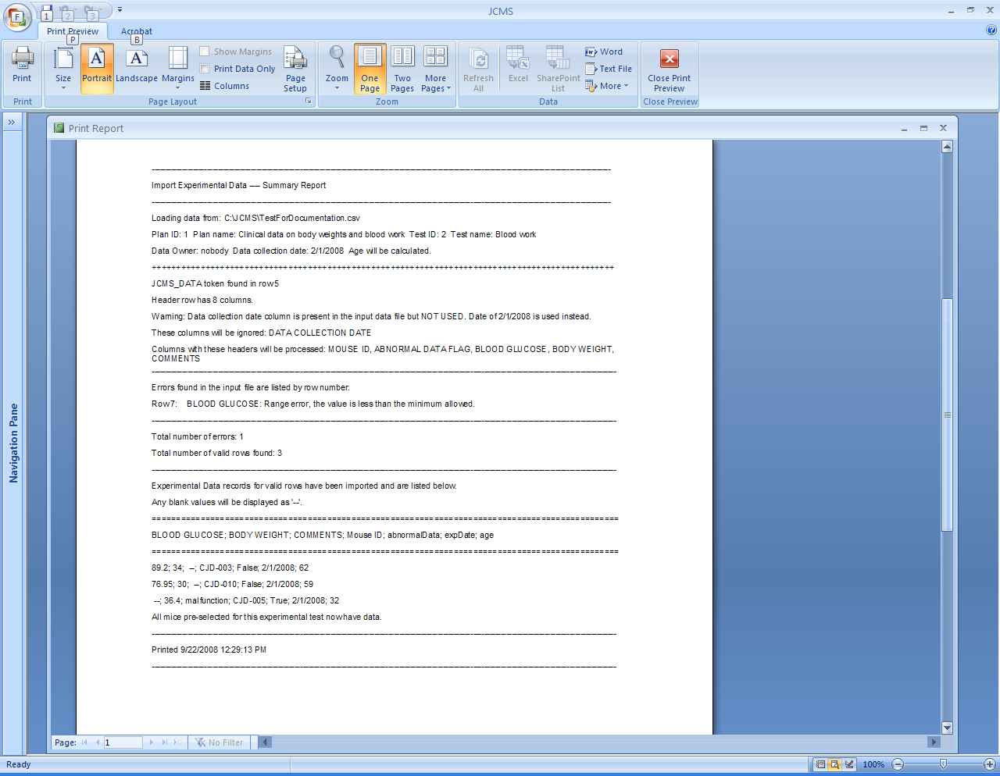 JCMS
F
1
2
3
Print Preview
Acrobat
P
B
Print
Size
Portrait
Landscape
Margins
Show Margins
Print Data Only
Columns
Page Setup
Zoom
One Page
Two Pages
More Pages
Refresh All
Excel
SharePoint List
Word
Text File
More
Close Print Preview
Print
Page Layout
Zoom
Data
Close Preview
Print Report
Navigation Pane
Import Experimental Data ---- Summary Report
Loading data from: C:\JCMS\TestForDocumentation.csv
Plan ID: 1 Plan name: Clinical data on body weights and blood work Test ID: 2 Test name: Blood work
Data Owner: nobody Data collection date: 2/1/2008 Age will be calculated.
JCMS_DATA token found in row 5
Header row has 8 columns.
Warning: Data collection date column is present in the input data file but NOT USED. Date of 2/1/2008 is used instead.
These columns will be ignored: DATA COLLECTION DATE
Columns with these headers will be processed: MOUSE ID, ABNORMAL DATA FLAG, BLOOD GLUCOSE, BODY WEIGHT,
COMMENTS
Errors found in the input file are listed by row number.
Row 7: BLOOD GLUCOSE: Range error, the value is less than the minimum allowed.
Total number of errors: 1
Total number of valid rows found: 3
Experimental Data records for valid rows have been imported and are listed below.
Any blank values will be displayed as '--'.
BLOOD GLUCOSE; BODY WEIGHT; COMMENTS; Mouse ID; abnormalData; expDate; age
89.2; 34; --; CJD-003; False; 2/1/2008; 62
76.95; 30; --; CJD-010; False; 2/1/2008; 59
--; 36.4; malfunction; CJD-005; True; 2/1/2008; 32
All mice pre-selected for this experimental test now have data.
Printed 9/22/2008 12:29:13 PM
Page: 1
No Filter
Ready
100%